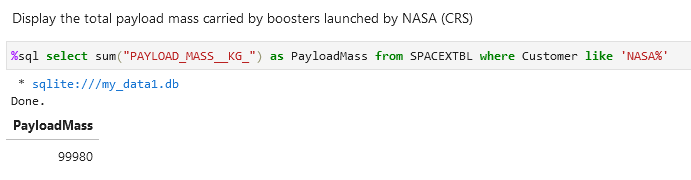 Display the total payload mass carried by boosters launched by NASA (CRS)
%sql select sum("PAYLOAD_MASS__KG_") as PayloadMass from SPACEXTBL where Customer like 'NASA%'
* sqlite:///my_data1.db
Done.
PayloadMass
99980